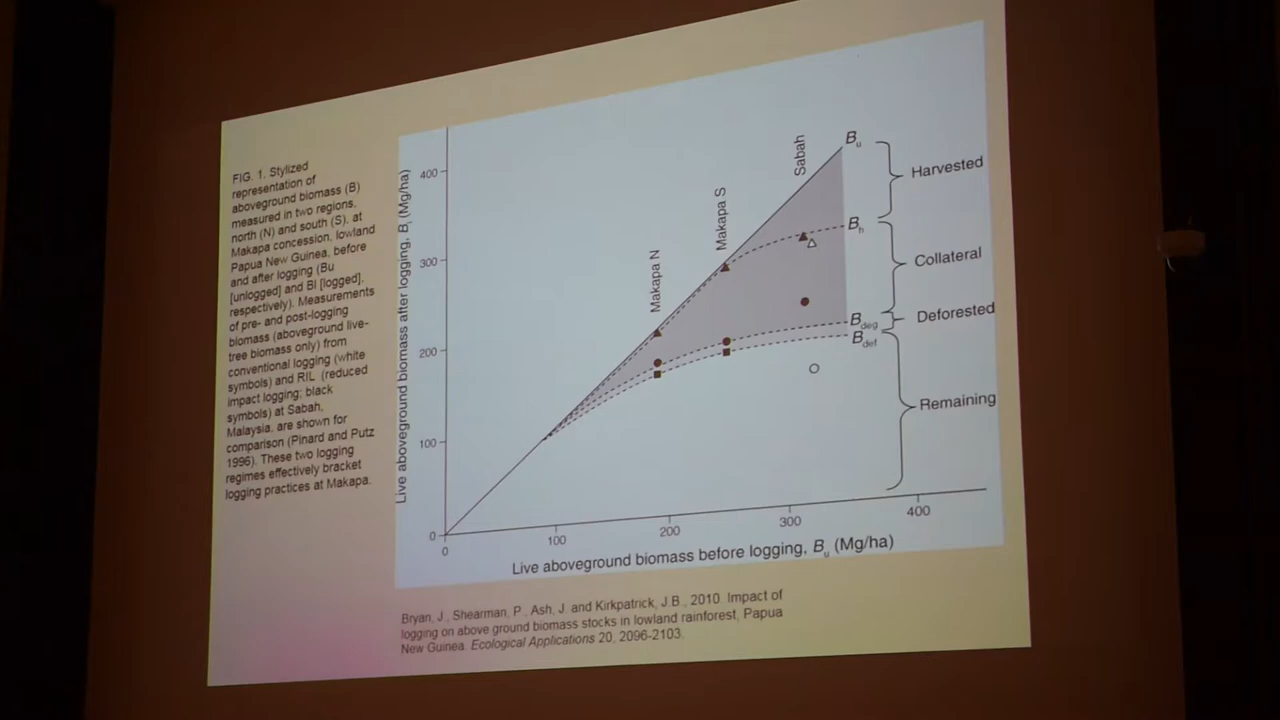 FIG. 1. Stylized
representation of
aboveground biomass (B)
measured in two regions,
north (N) and south (S), at
Makapa concession, lowland
Papua New Guinea, before
and after logging (Bu
[unlogged] and Bl [logged],
respectively). Measurements
of pre- and post-logging
biomass (aboveground live-
tree biomass only) from
conventional logging (white
symbols) and RIL (reduced
impact logging; black
symbols) at Sabah,
Malaysia, are shown for
comparison (Pinard and Putz
1996). These two logging
regimes effectively bracket
logging practices at Makapa.
Live aboveground biomass after logging, Bl (Mg/ha)
400
300
200
100
0
Makapa N
Makapa S
Sabah
Bu
Bh
Bdeg
Bdef
Harvested
Collateral
Deforested
Remaining
0
100
200
300
400
Live aboveground biomass before logging, Bu (Mg/ha)
Bryan, J., Shearman, P., Ash, J. and Kirkpatrick, J.B., 2010. Impact of
logging on above ground biomass stocks in lowland rainforest, Papua
New Guinea. Ecological Applications 20, 2096-2103.